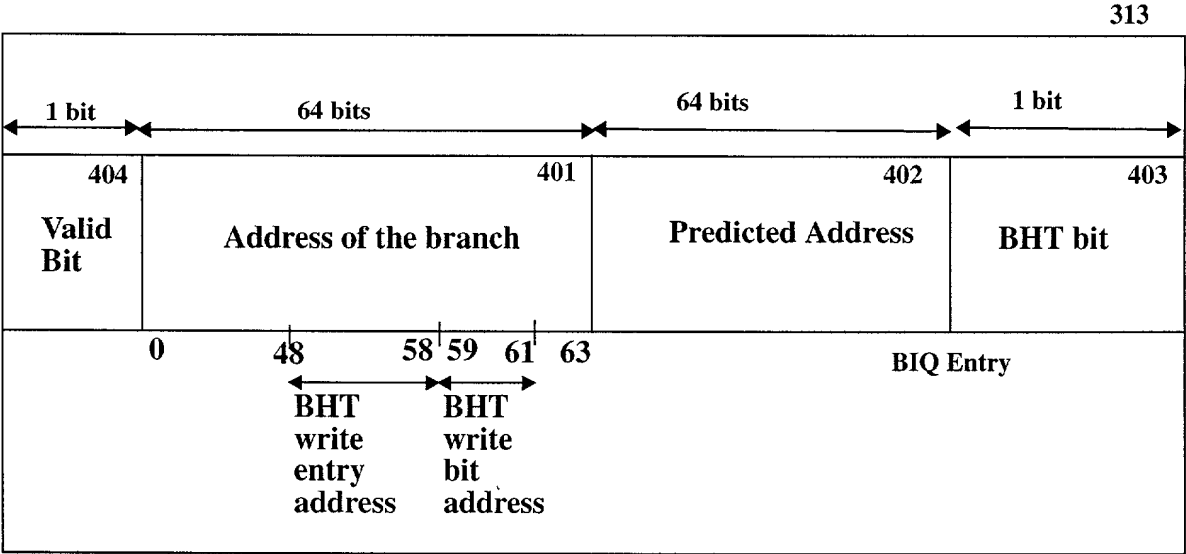 313
1 bit 64 bits 64 bits 1 bit
404 401 402 403
Valid
Bit
Address of the branch
Predicted Address
BHT bit
0 48 58 59 61 63
BIQ Entry
BHT
write
entry
address
BHT
write
bit
address